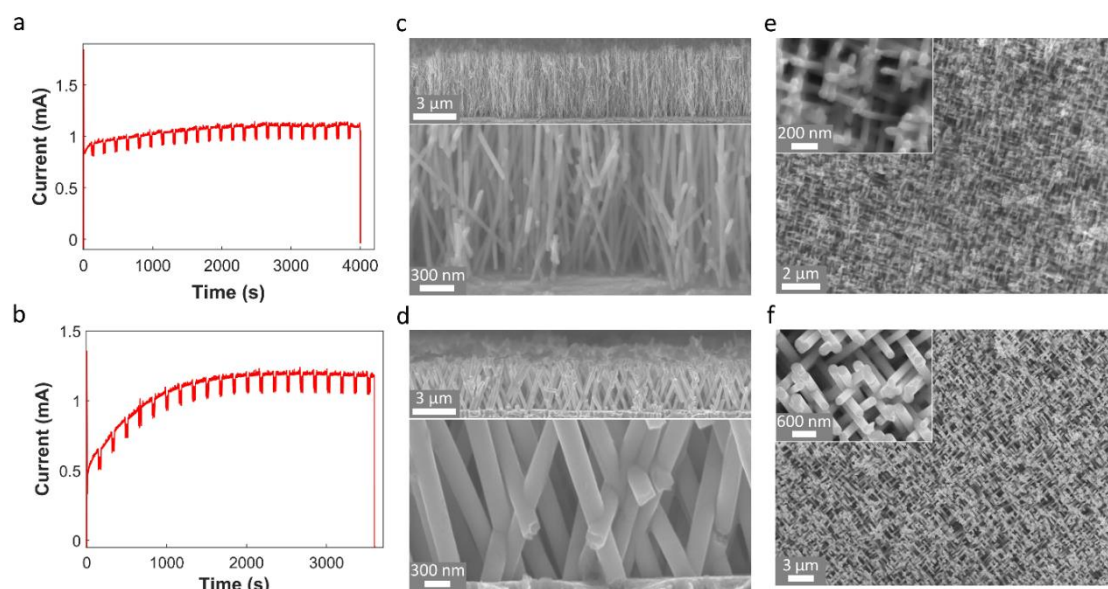 a
1.5
1
0.5
0
Current (mA)
0 1000 2000 3000 4000
Time (s)
b
1.5
1
0.5
0
Current (mA)
0 1000 2000 3000
Time (s)
c
3 µm
300 nm
d
3 µm
300 nm
e
200 nm
2 µm
f
600 nm
3 µm